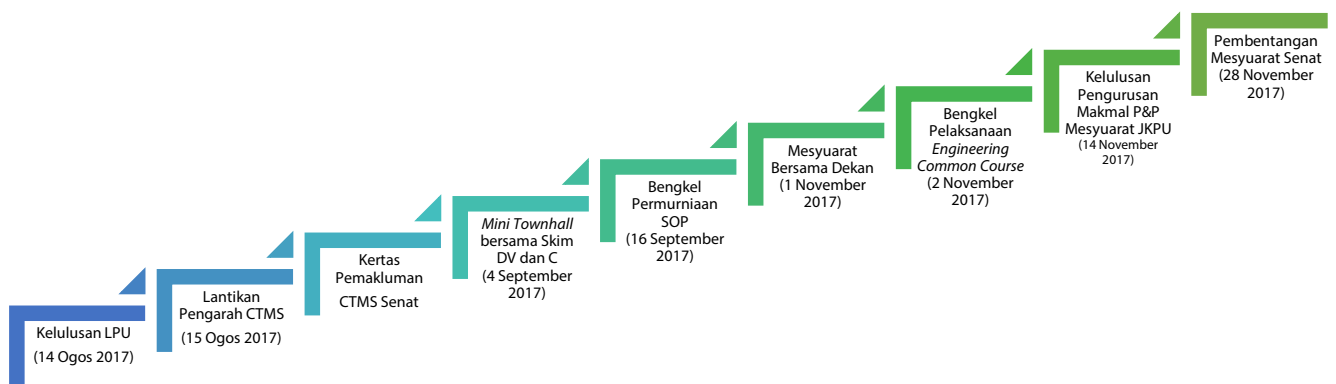 Kelulusan LPU
(14 Ogos 2017)
Lantikan
Pengarah CTMS
(15 Ogos 2017)
Kertas
Pemakluman
CTMS Senat
Mini Townhall
bersama Skim
DV dan C
(4 September
2017)
Bengkel
Permurniaan
SOP
(16 September
2017)
Mesyuarat
Bersama Dekan
(1 November
2017)
Bengkel
Pelaksanaan
Engineering
Common Course
(2 November
2017)
Kelulusan
Pengurusan
Makmal P&P
Mesyuarat JKPU
(14 November
2017)
Pembentangan
Mesyuarat Senat
(28 November
2017)